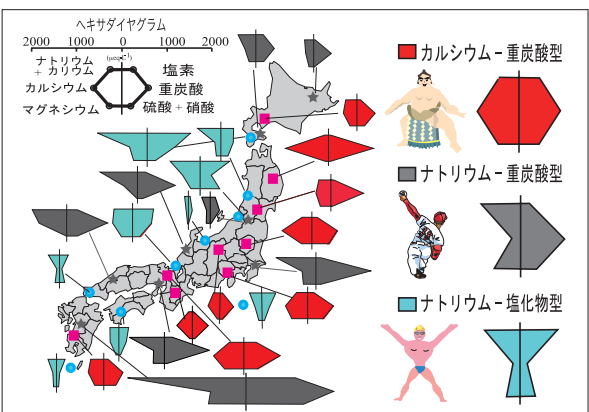 ヘキサダイヤグラム
2000 1000 0 1000 2000
(μeq·L⁻¹)
ナトリウム
+ カリウム
塩素
カルシウム
重炭酸
マグネシウム
硫酸 + 硝酸
カルシウム－重炭酸型
ナトリウム－重炭酸型
ナトリウム－塩化物型